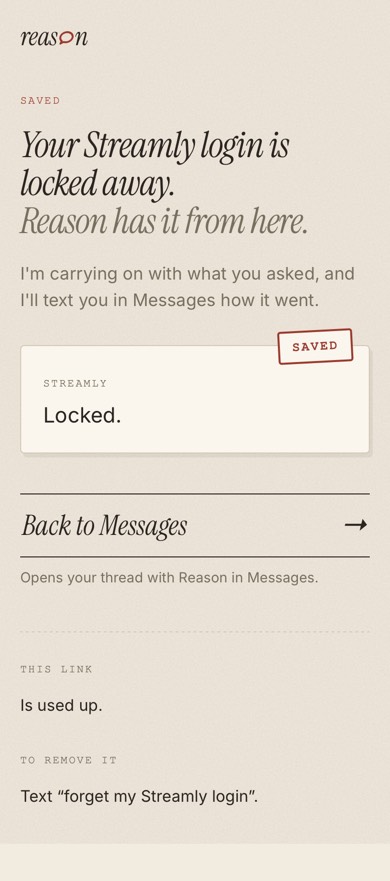 reason
SAVED
Your Streamly login is
locked away.
Reason has it from here.
I'm carrying on with what you asked, and
I'll text you in Messages how it went.
SAVED
STREAMLY
Locked.
Back to Messages →
Opens your thread with Reason in Messages.
THIS LINK
Is used up.
TO REMOVE IT
Text “forget my Streamly login”.